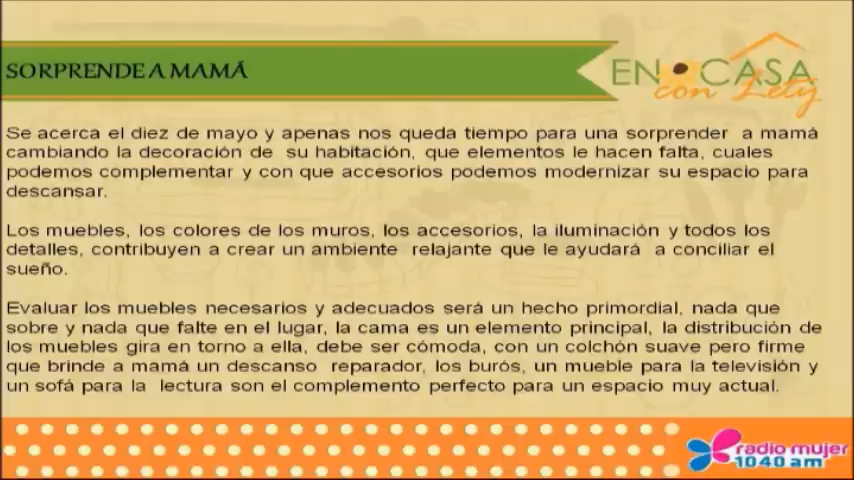 SORPRENDE A MAMÁ
EN CASA
con Lety
Se acerca el diez de mayo y apenas nos queda tiempo para una sorprender a mamá
cambiando la decoración de su habitación, que elementos le hacen falta, cuales
podemos complementar y con que accesorios podemos modernizar su espacio para
descansar.
Los muebles, los colores de los muros, los accesorios, la iluminación y todos los
detalles, contribuyen a crear un ambiente relajante que le ayudará a conciliar el
sueño.
Evaluar los muebles necesarios y adecuados será un hecho primordial, nada que
sobre y nada que falte en el lugar, la cama es un elemento principal, la distribución de
los muebles gira en torno a ella, debe ser cómoda, con un colchón suave pero firme
que brinde a mamá un descanso reparador, los burós, un mueble para la televisión y
un sofá para la lectura son el complemento perfecto para un espacio muy actual.
radio mujer
1040 am